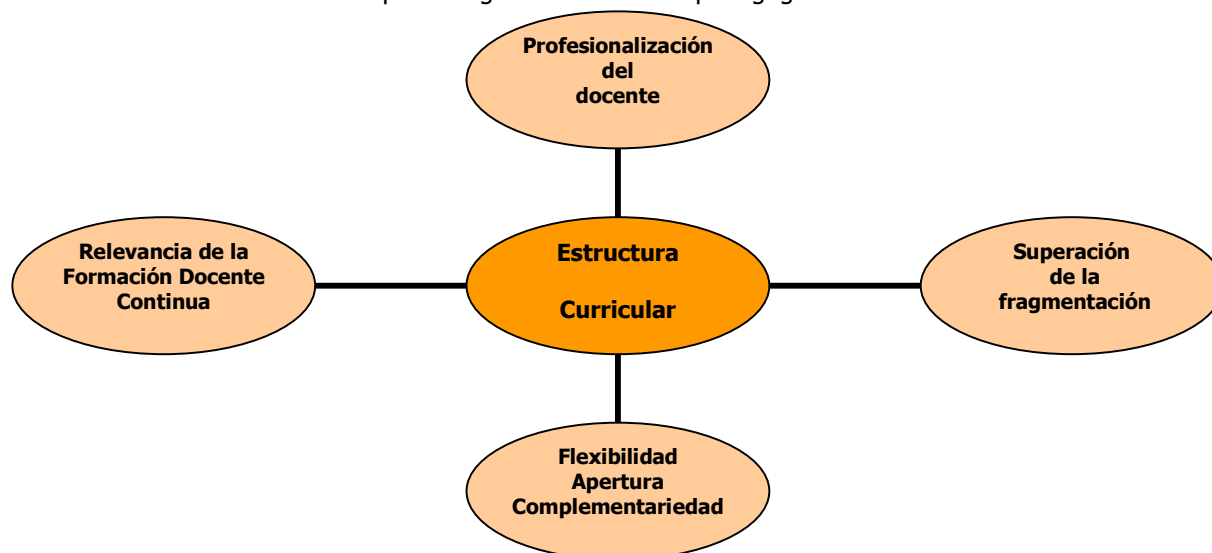 Profesionalización
del
docente
Relevancia de la
Formación Docente
Continua
Estructura
Curricular
Superación
de la
fragmentación
Flexibilidad
Apertura
Complementariedad